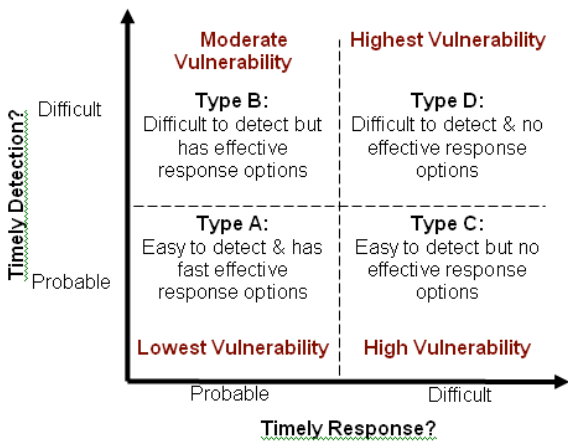 Moderate
Vulnerability
Highest Vulnerability
Timely Detection?
Difficult
Type B:
Difficult to detect but
has effective
response options
Type D:
Difficult to detect & no
effective response
options
Probable
Type A:
Easy to detect & has
fast effective
response options
Type C:
Easy to detect but no
effective response
options
Lowest Vulnerability
High Vulnerability
Probable
Difficult
Timely Response?